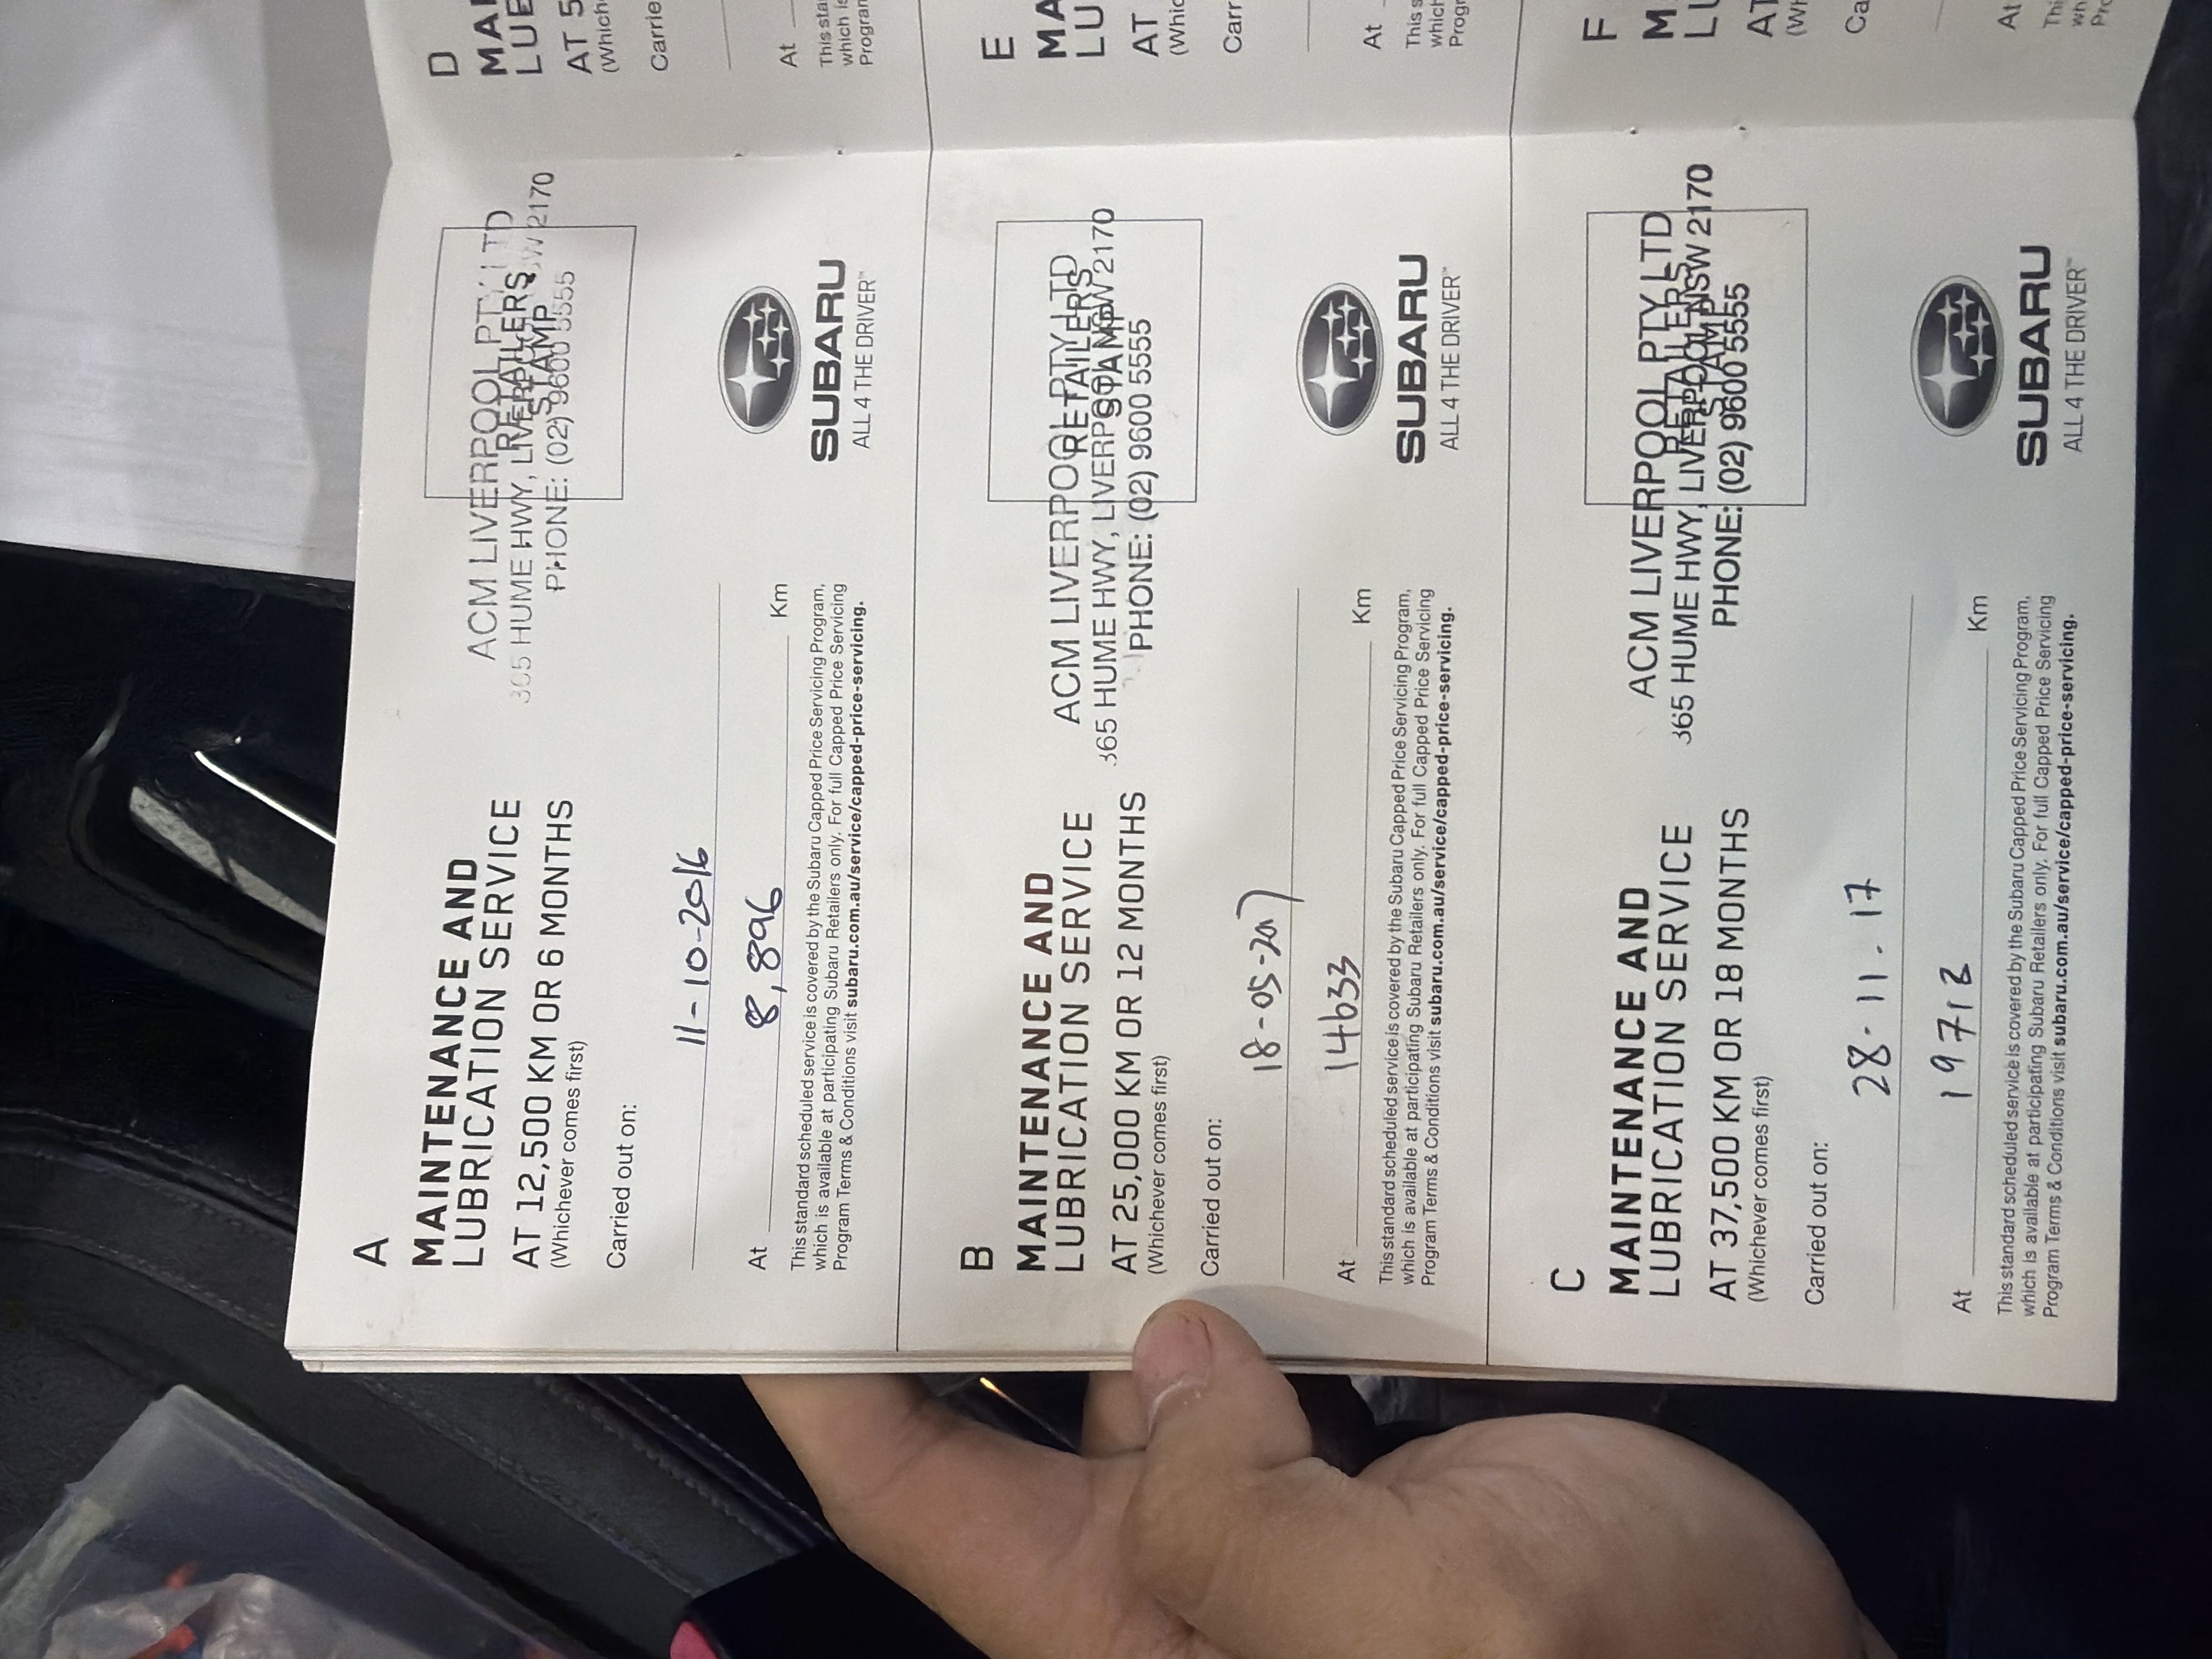 A
MAINTENANCE AND
LUBRICATION SERVICE
AT 12,500 KM OR 6 MONTHS
(Whichever comes first)
Carried out on:
11-10-2016
At 8,896 Km
This standard scheduled service is covered by the Subaru Capped Price Servicing Program,
which is available at participating Subaru Retailers only. For full Capped Price Servicing
Program Terms & Conditions visit subaru.com.au/service/capped-price-servicing.
ACM LIVERPOOL PTY LTD
365 HUME HWY, LIVERPOOL NSW 2170
PHONE: (02) 9600 5555
RETAILERS
STAMP
SUBARU
ALL 4 THE DRIVER™
B
MAINTENANCE AND
LUBRICATION SERVICE
AT 25,000 KM OR 12 MONTHS
(Whichever comes first)
Carried out on:
18-05-2017
At 14633 Km
This standard scheduled service is covered by the Subaru Capped Price Servicing Program,
which is available at participating Subaru Retailers only. For full Capped Price Servicing
Program Terms & Conditions visit subaru.com.au/service/capped-price-servicing.
ACM LIVERPOOL PTY LTD
365 HUME HWY, LIVERPOOL NSW 2170
PHONE: (02) 9600 5555
RETAILERS
STAMP
SUBARU
ALL 4 THE DRIVER™
C
MAINTENANCE AND
LUBRICATION SERVICE
AT 37,500 KM OR 18 MONTHS
(Whichever comes first)
Carried out on:
28.11.17
At Km
This standard scheduled service is covered by the Subaru Capped Price Servicing Program,
which is available at participating Subaru Retailers only. For full Capped Price Servicing
Program Terms & Conditions visit subaru.com.au/service/capped-price-servicing.
ACM LIVERPOOL PTY LTD
365 HUME HWY, LIVERPOOL NSW 2170
PHONE: (02) 9600 5555
RETAILERS
STAMP
SUBARU
ALL 4 THE DRIVER™
D
AT 5
At
E
AT
At
F
At